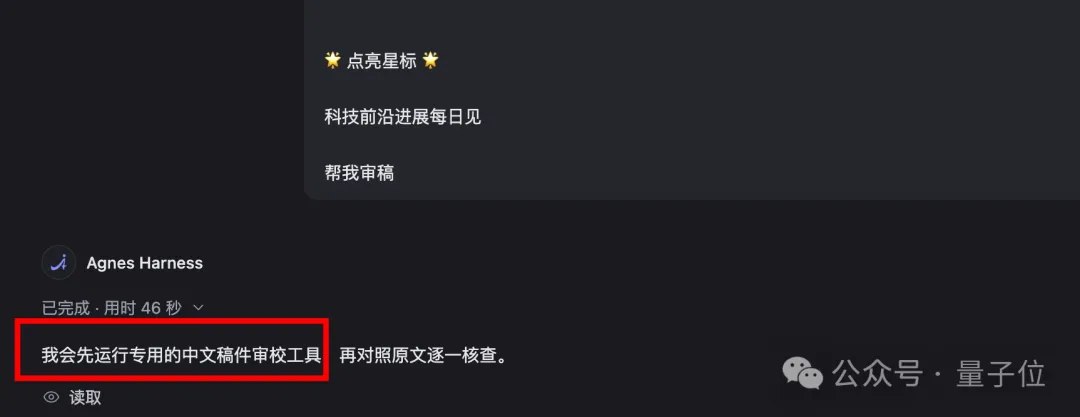 🌟 点亮星标 🌟
科技前沿进展每日见
帮我审稿
Agnes Harness
已完成 · 用时 46 秒
我会先运行专用的中文稿件审校工具 再对照原文逐一核查。
读取
公众号 · 量子位